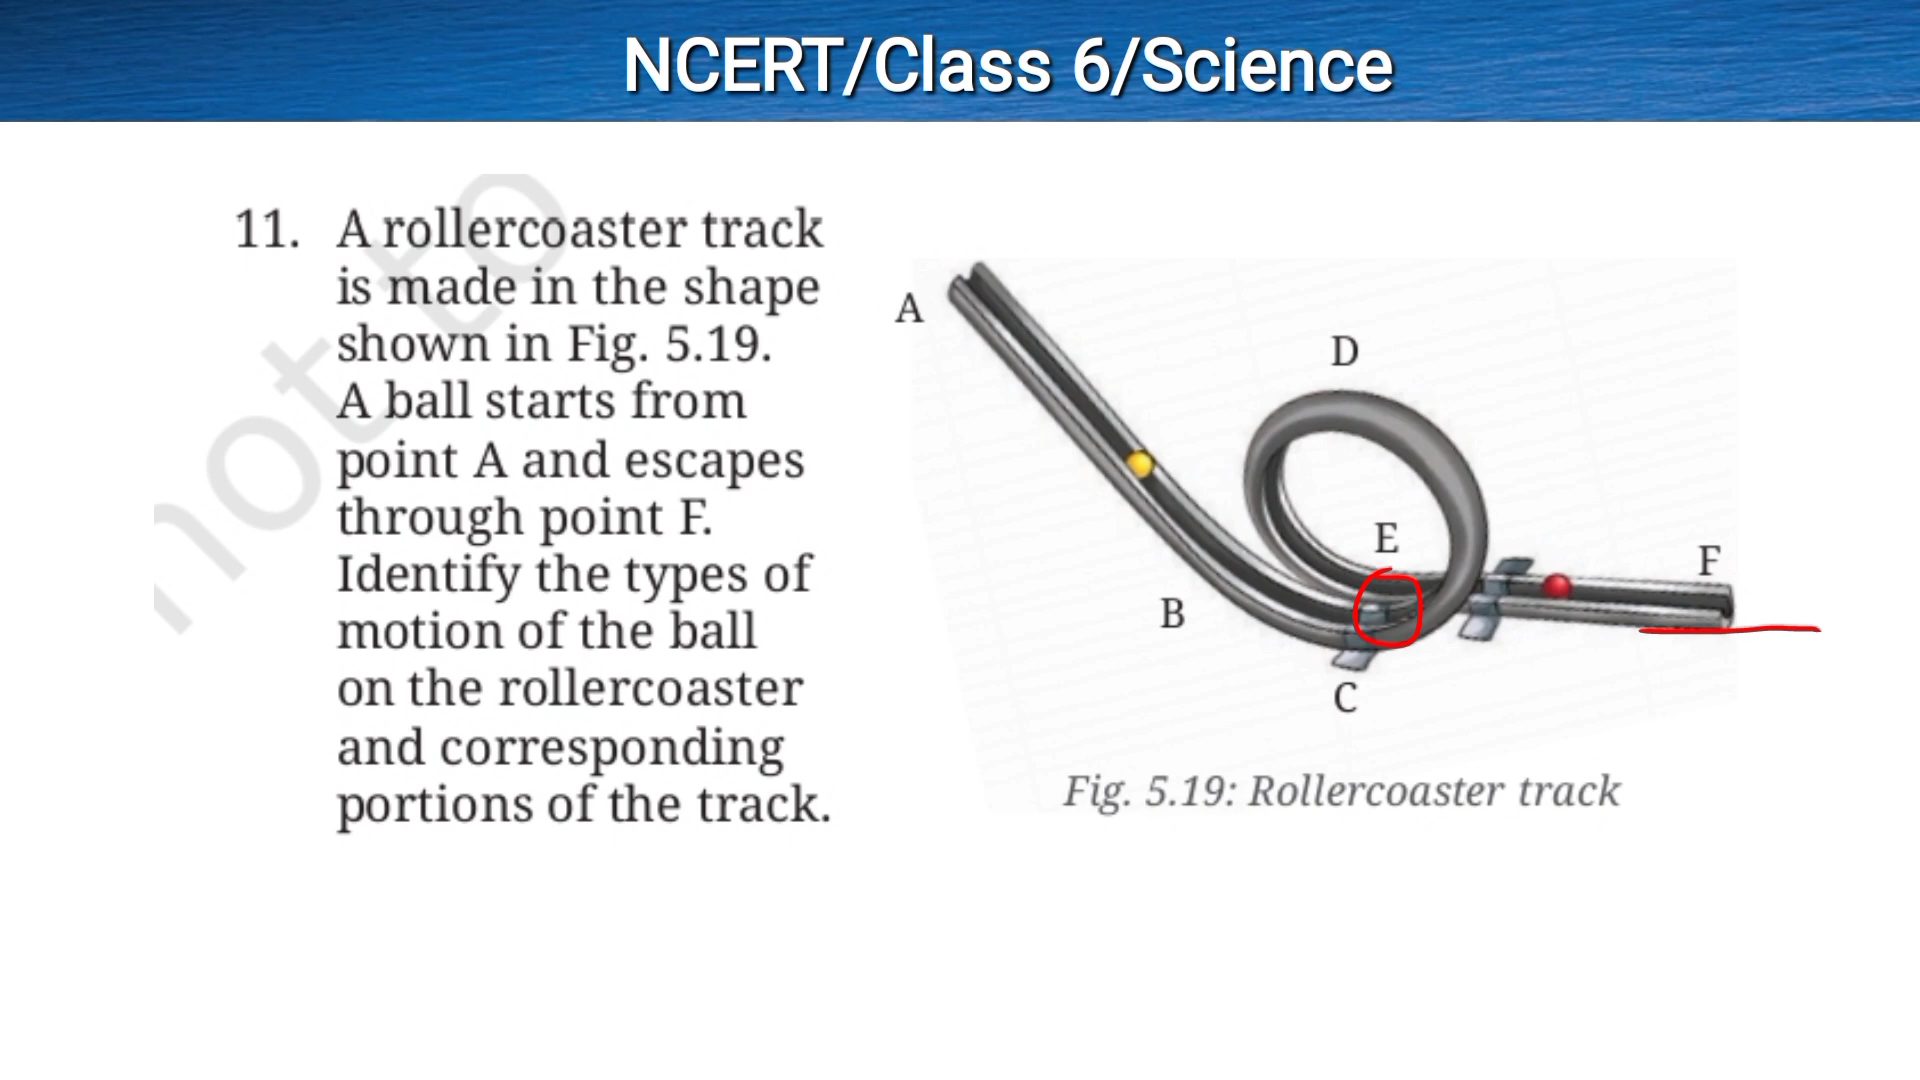 NCERT/Class 6/Science
not to
11. A rollercoaster track
is made in the shape
shown in Fig. 5.19.
A ball starts from
point A and escapes
through point F.
Identify the types of
motion of the ball
on the rollercoaster
and corresponding
portions of the track.
A
D
E
F
B
C
Fig. 5.19: Rollercoaster track